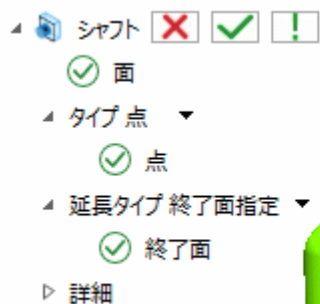 シャフト
面
タイプ 点
点
延長タイプ 終了面指定
終了面
詳細